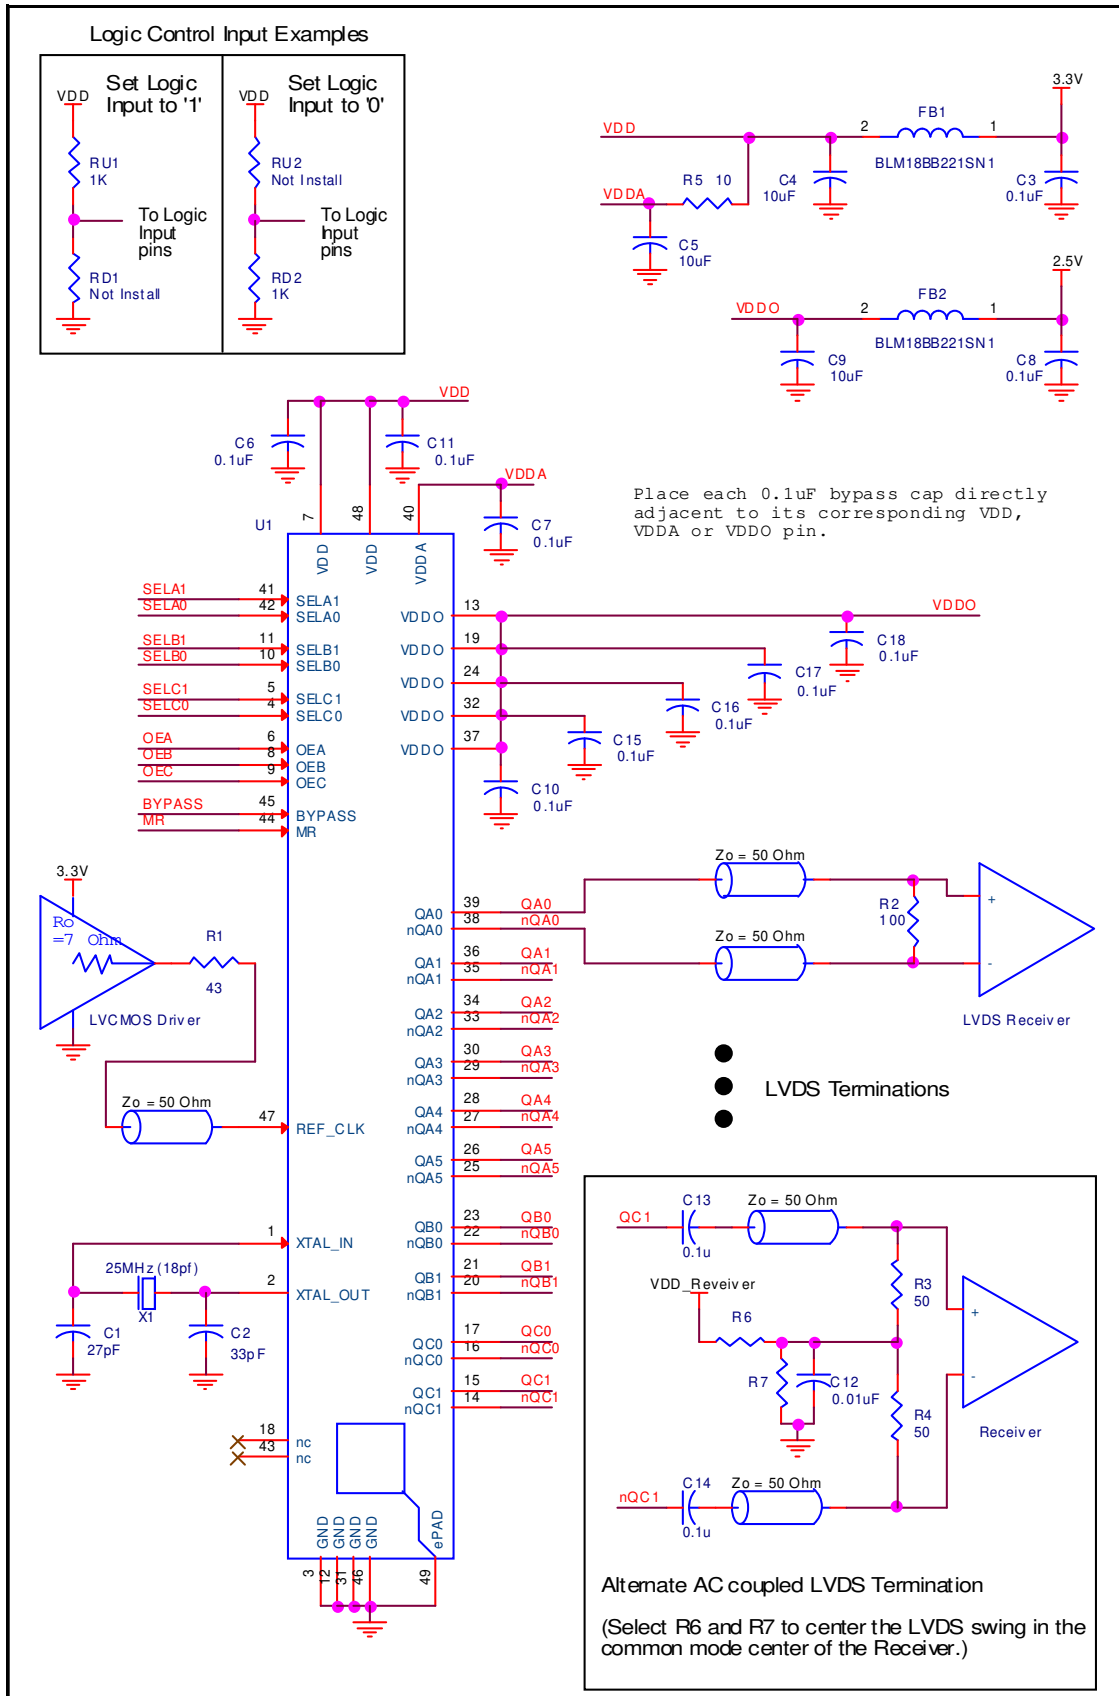 Logic Control Input Examples
Set Logic
Input to '1'
VDD
RU1
1K
To Logic
Input
pins
RD1
Not Install
Set Logic
Input to '0'
VDD
RU2
Not Install
To Logic
Input
pins
RD2
1K
3.3V
VDD
2
FB1
1
BLM18BB221SN1
R5 10
C4
10uF
C3
0.1uF
VDDA
C5
10uF
2.5V
VDDO
2
FB2
1
BLM18BB221SN1
C9
10uF
C8
0.1uF
VDD
C6
0.1uF
C11
0.1uF
VDDA
C7
0.1uF
Place each 0.1uF bypass cap directly
adjacent to its corresponding VDD,
VDDA or VDDO pin.
U1
7
48
40
VDD
VDD
VDDA
SELA1 41 SELA1
SELA0 42 SELA0
SELB1 11 SELB1
SELB0 10 SELB0
SELC1 5 SELC1
SELC0 4 SELC0
OEA 6 OEA
OEB 8 OEB
OEC 9 OEC
BYPASS 45 BYPASS
MR 44 MR
VDDO 13 VDDO
VDDO 19
VDDO 24
VDDO 32
VDDO 37
C18
0.1uF
C17
0.1uF
C16
0.1uF
C15
0.1uF
C10
0.1uF
3.3V
Ro
=7 Ohm
R1
43
LVCMOS Driver
Zo = 50 Ohm
47
REF_CLK
1
XTAL_IN
25MHz (18pf)
X1
2
XTAL_OUT
C1
27pF
C2
33pF
18 nc
43 nc
QA0 39 QA0
nQA0 38 nQA0
QA1 36 QA1
nQA1 35 nQA1
QA2 34 QA2
nQA2 33 nQA2
QA3 30 QA3
nQA3 29 nQA3
QA4 28 QA4
nQA4 27 nQA4
QA5 26 QA5
nQA5 25 nQA5
QB0 23 QB0
nQB0 22 nQB0
QB1 21 QB1
nQB1 20 nQB1
QC0 17 QC0
nQC0 16 nQC0
QC1 15 QC1
nQC1 14 nQC1
GND
GND
GND
GND
ePAD
3
12
31
46
49
Zo = 50 Ohm
Zo = 50 Ohm
R2
100
+
-
LVDS Receiver
LVDS Terminations
QC1
C13
0.1u
Zo = 50 Ohm
VDD_Reveiver
R6
R7
C12
0.01uF
R3
50
R4
50
+
-
Receiver
nQC1
C14
0.1u
Zo = 50 Ohm
Alternate AC coupled LVDS Termination
(Select R6 and R7 to center the LVDS swing in the
common mode center of the Receiver.)